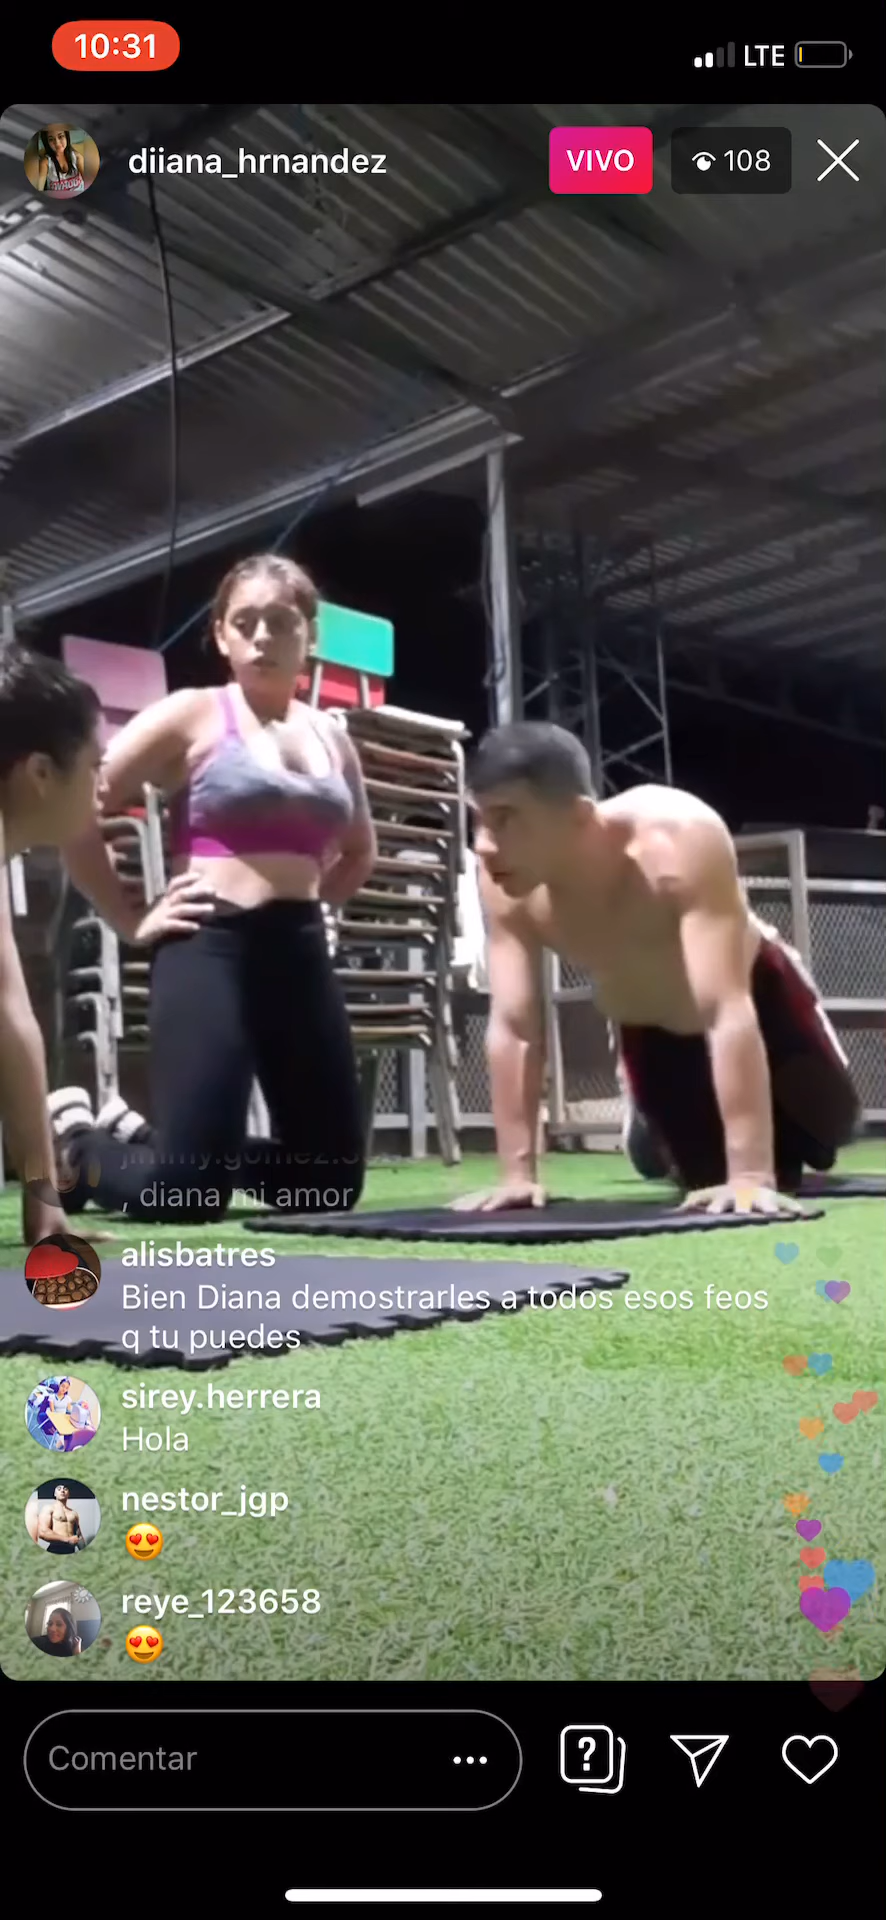 10:31
LTE
diiana_hrnandez
VIVO
108
, diana mi amor
alisbatres
Bien Diana demostrarles a todos esos feos
q tu puedes
sirey.herrera
Hola
nestor_jgp
😍
reye_123658
😍
Comentar